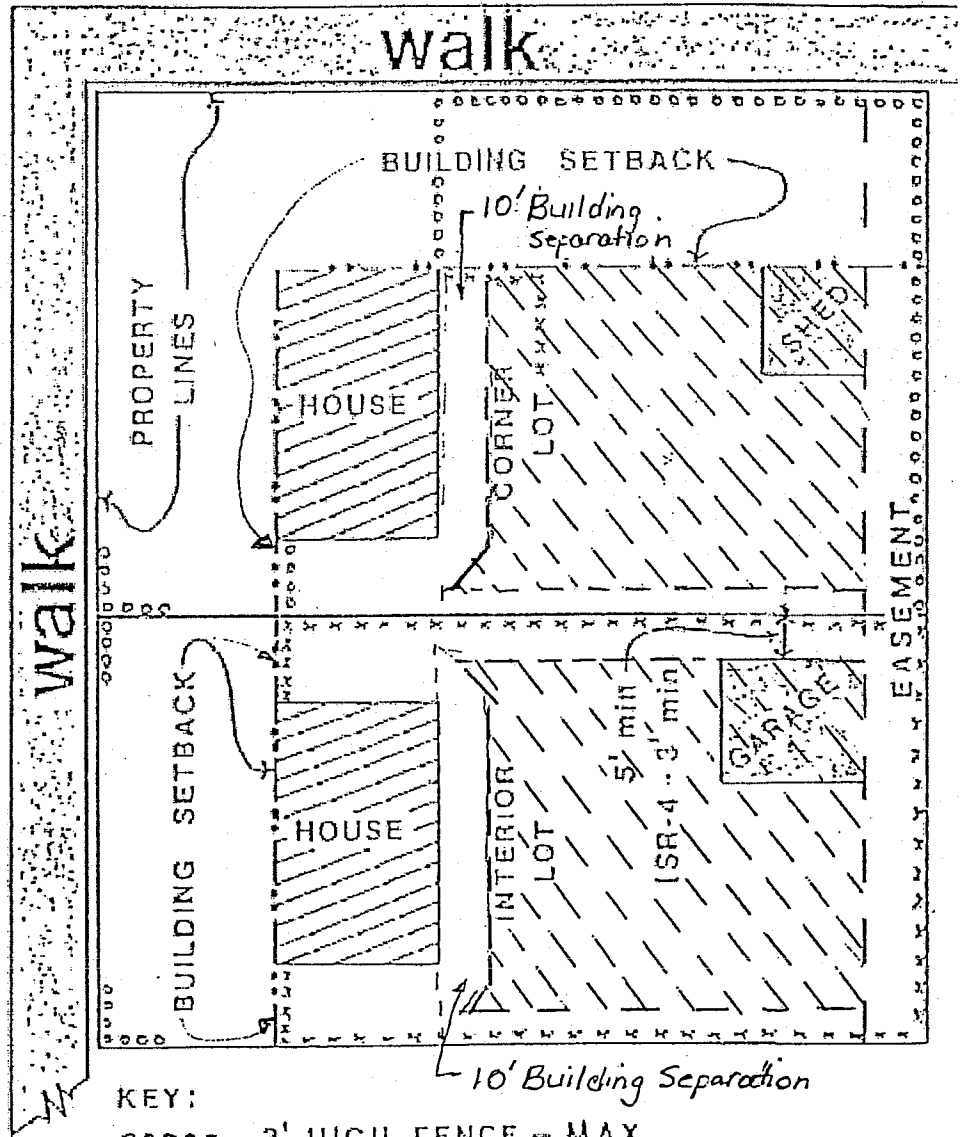 walk
BUILDING SETBACK
10' Building
Separation
PROPERTY
LINES
HOUSE
CORNER
LOT
SHED
walk
EASEMENT
BUILDING SETBACK
HOUSE
INTERIOR
LOT
5' min
ISR-4 - 3' min
GARAGE
10' Building Separation
KEY:
3' HIGH FENCE - MAX